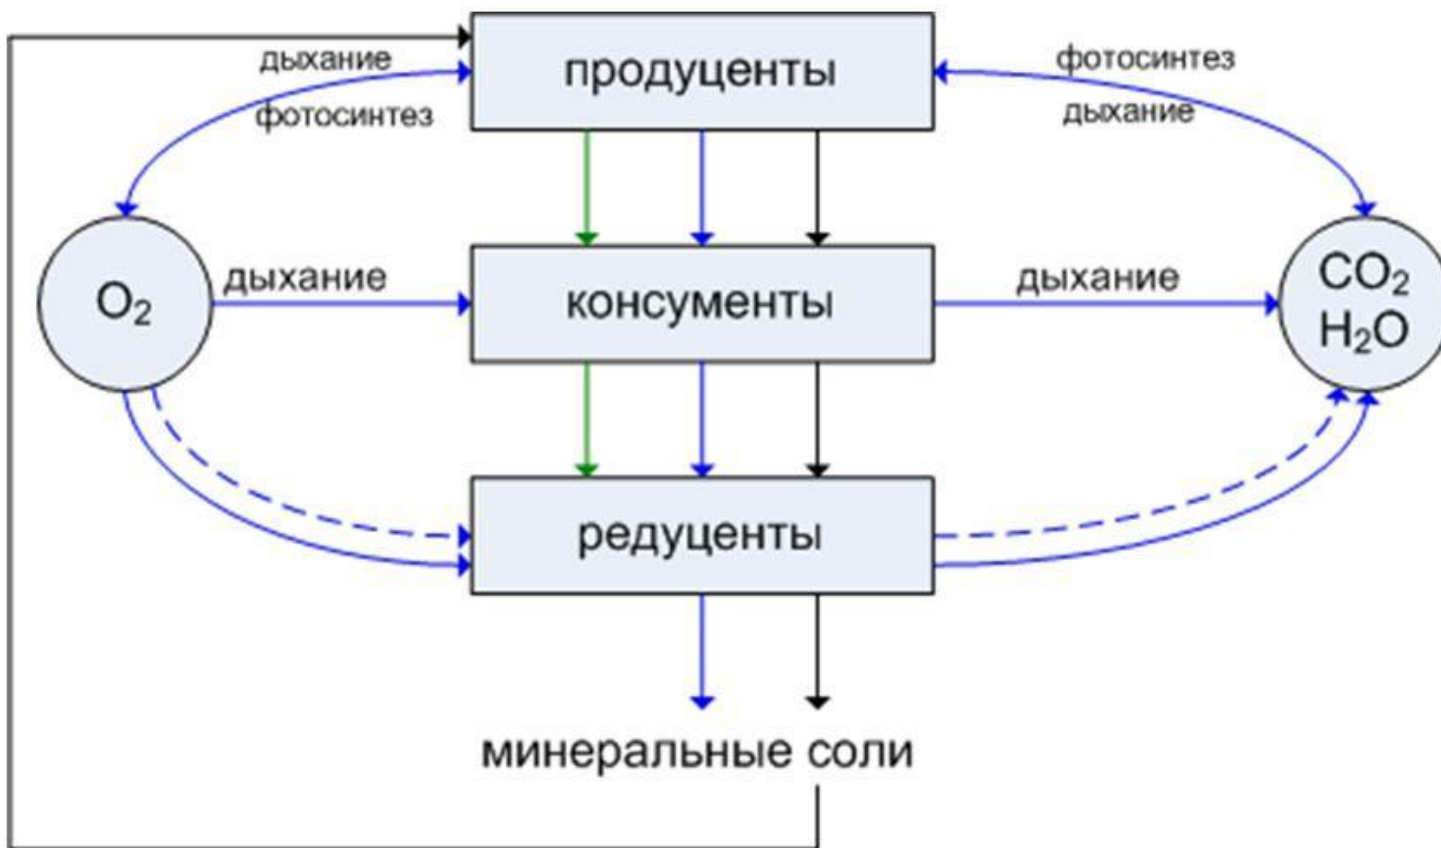 дыхание
продуценты
фотосинтез
фотосинтез
дыхание
O₂
дыхание
консументы
дыхание
CO₂
H₂O
редуценты
минеральные соли